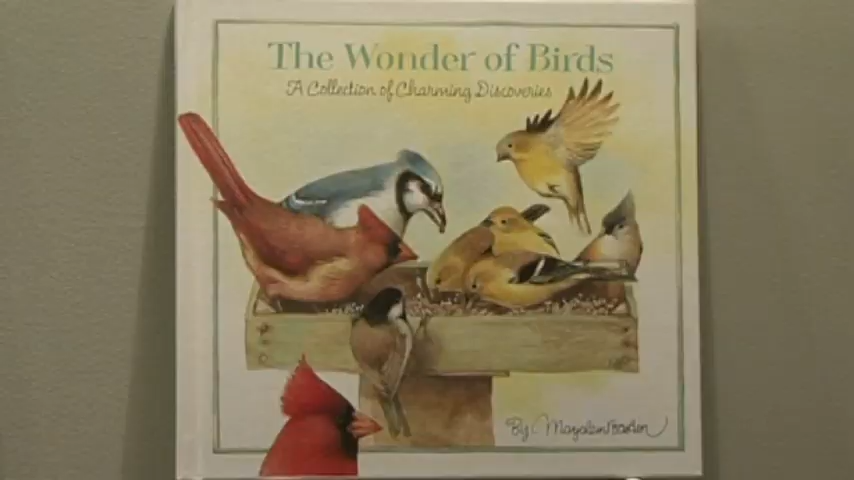 The Wonder of Birds
A Collection of Charming Discoveries
By Marjolein Bastin